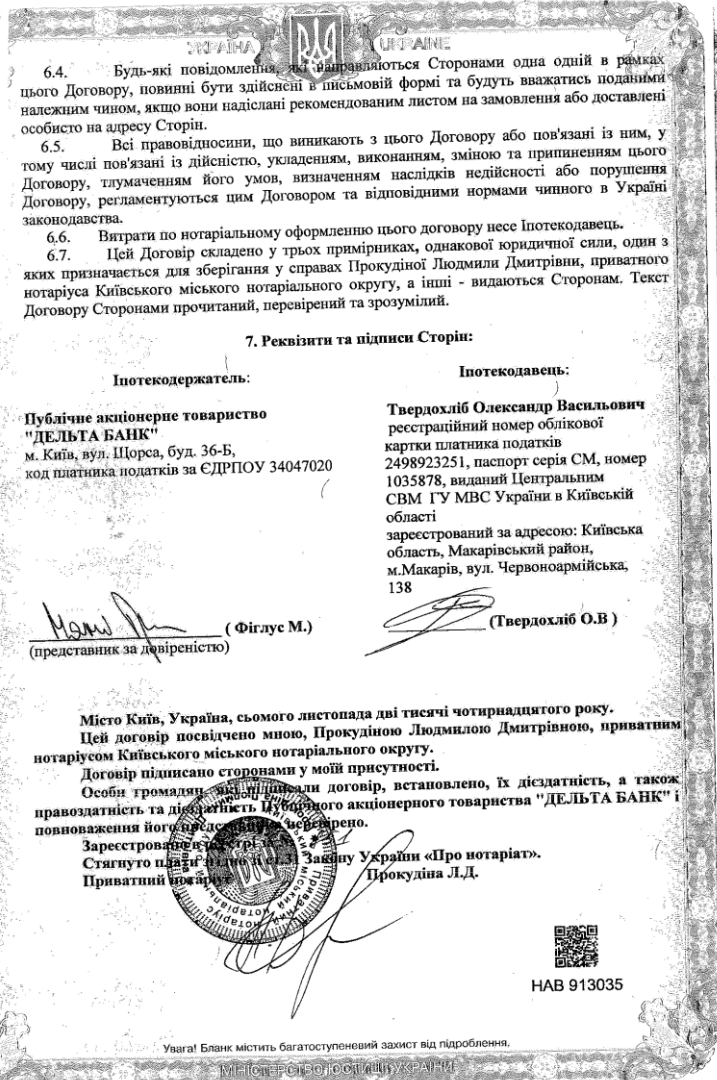 УКРАЇНА UKRAINE
6.4. Будь-які повідомлення, які направляються Сторонами одна одній в рамках
цього Договору, повинні бути здійснені в письмовій формі та будуть вважатись поданими
належним чином, якщо вони надіслані рекомендованим листом на замовлення або доставлені
особисто на адресу Сторін.
6.5. Всі правовідносини, що виникають з цього Договору або пов'язані із ним, у
тому числі пов'язані із дійсністю, укладенням, виконанням, зміною та припиненням цього
Договору, тлумаченням його умов, визначенням наслідків недійсності або порушення
Договору, регламентуються цим Договором та відповідними нормами чинного в Україні
законодавства.
6.6. Витрати по нотаріальному оформленню цього договору несе Іпотекодавець.
6.7. Цей Договір складено у трьох примірниках, однакової юридичної сили, один з
яких призначається для зберігання у справах Прокудіної Людмили Дмитрівни, приватного
нотаріуса Київського міського нотаріального округу, а інші - видаються Сторонам. Текст
Договору Сторонами прочитаний, перевірений та зрозумілий.
7. Реквізити та підписи Сторін:
Іпотекодержатель:
Публічне акціонерне товариство
"ДЕЛЬТА БАНК"
м. Київ, вул. Щорса, буд. 36-Б,
код платника податків за ЄДРПОУ 34047020
( Фіглус М.)
(представник за довіреністю)
Іпотекодавець:
Твердохліб Олександр Васильович
реєстраційний номер облікової
картки платника податків
2498923251, паспорт серія СМ, номер
1035878, виданий Центральним
СВМ ГУ МВС України в Київській
області
зареєстрований за адресою: Київська
область, Макарівський район,
м.Макарів, вул. Червоноармійська,
138
(Твердохліб О.В )
Місто Київ, Україна, сьомого листопада дві тисячі чотирнадцятого року.
Цей договір посвідчено мною, Прокудіною Людмилою Дмитрівною, приватним
нотаріусом Київського міського нотаріального округу.
Договір підписано сторонами у моїй присутності.
Особи громадян, які підписали договір, встановлено, їх дієздатність, а також
правоздатність та дієздатність Публічного акціонерного товариства "ДЕЛЬТА БАНК" і
повноваження його представника перевірено.
Зареєстровано в реєстрі за
Стягнуто плати згідно зі ст.31 Закону України «Про нотаріат».
Приватний нотаріус Прокудіна Л.Д.
НАВ 913035
Увага! Бланк містить багатоступеневий захист від підроблення.
МІНІСТЕРСТВО ЮСТИЦІЇ УКРАЇНИ